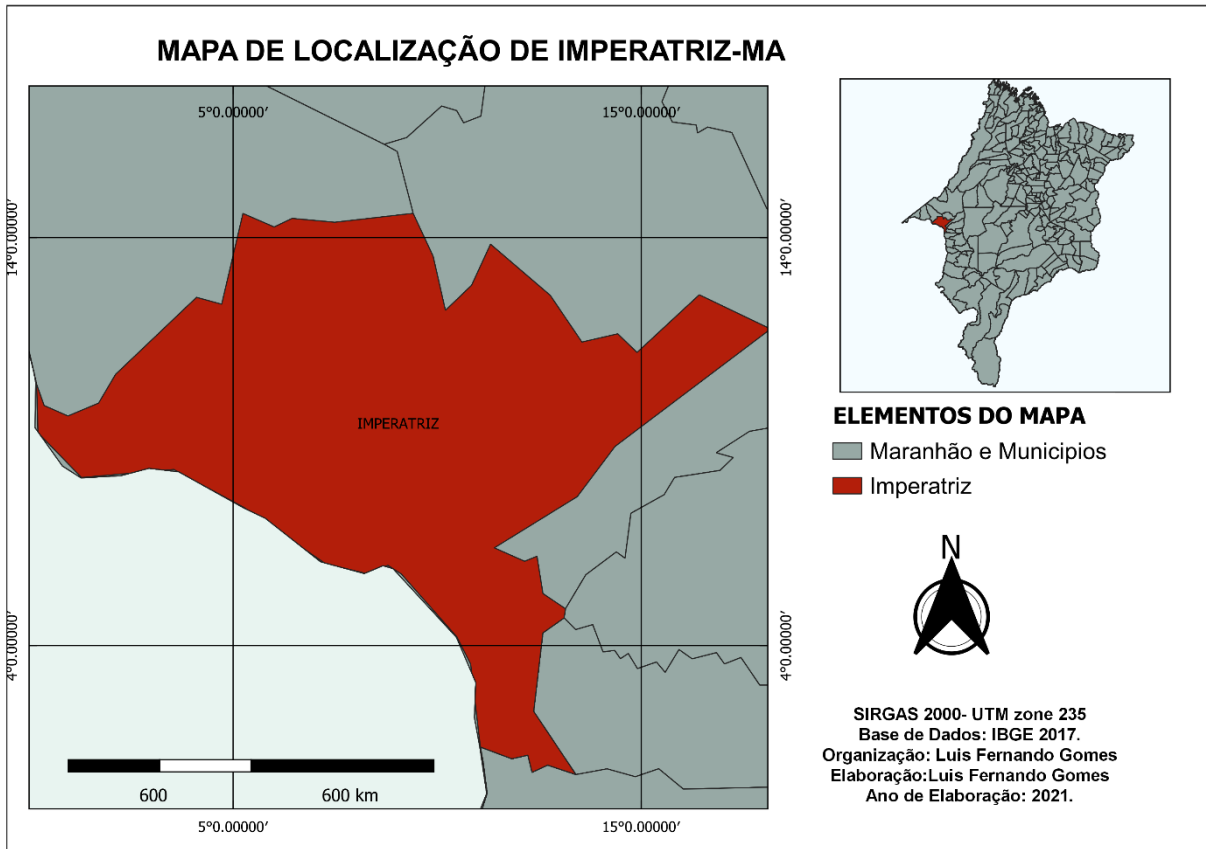 MAPA DE LOCALIZAÇÃO DE IMPERATRIZ-MA
5°0.00000′
15°0.00000′
14°0.00000′
14°0.00000′
IMPERATRIZ
4°0.00000′
4°0.00000′
600
600 km
5°0.00000′
15°0.00000′
ELEMENTOS DO MAPA
Maranhão e Municipios
Imperatriz
N
SIRGAS 2000- UTM zone 235
Base de Dados: IBGE 2017.
Organização: Luis Fernando Gomes
Elaboração:Luis Fernando Gomes
Ano de Elaboração: 2021.